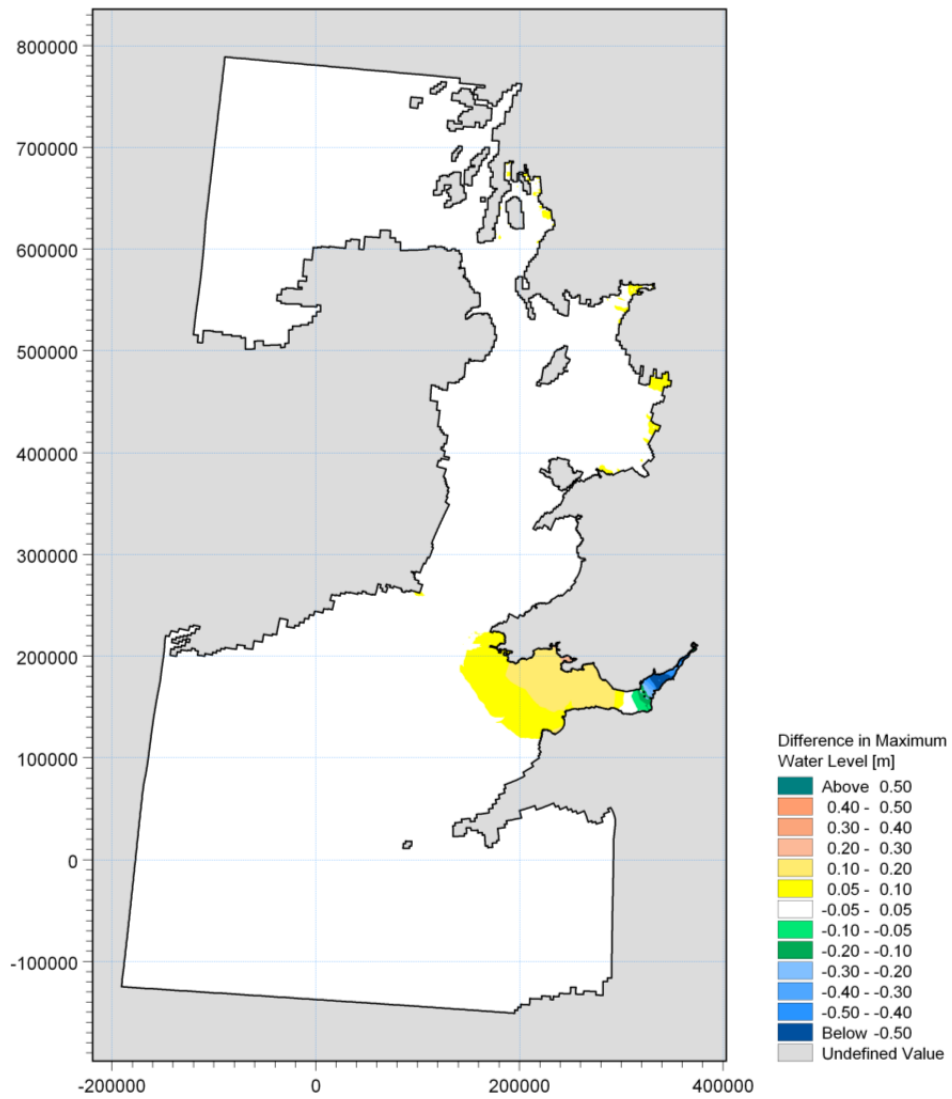 800000
700000
600000
500000
400000
300000
200000
100000
0
-100000
-200000
0
200000
400000
Difference in Maximum
Water Level [m]
Above 0.50
0.40 - 0.50
0.30 - 0.40
0.20 - 0.30
0.10 - 0.20
0.05 - 0.10
-0.05 - 0.05
-0.10 - -0.05
-0.20 - -0.10
-0.30 - -0.20
-0.40 - -0.30
-0.50 - -0.40
Below -0.50
Undefined Value